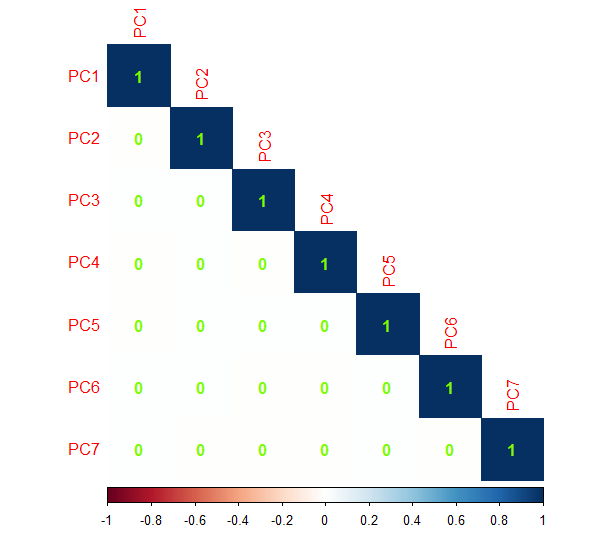 PC1
PC1 1 PC2
PC2 0 1 PC3
PC3 0 0 1 PC4
PC4 0 0 0 1 PC5
PC5 0 0 0 0 1 PC6
PC6 0 0 0 0 0 1 PC7
PC7 0 0 0 0 0 0 1
-1 -0.8 -0.6 -0.4 -0.2 0 0.2 0.4 0.6 0.8 1